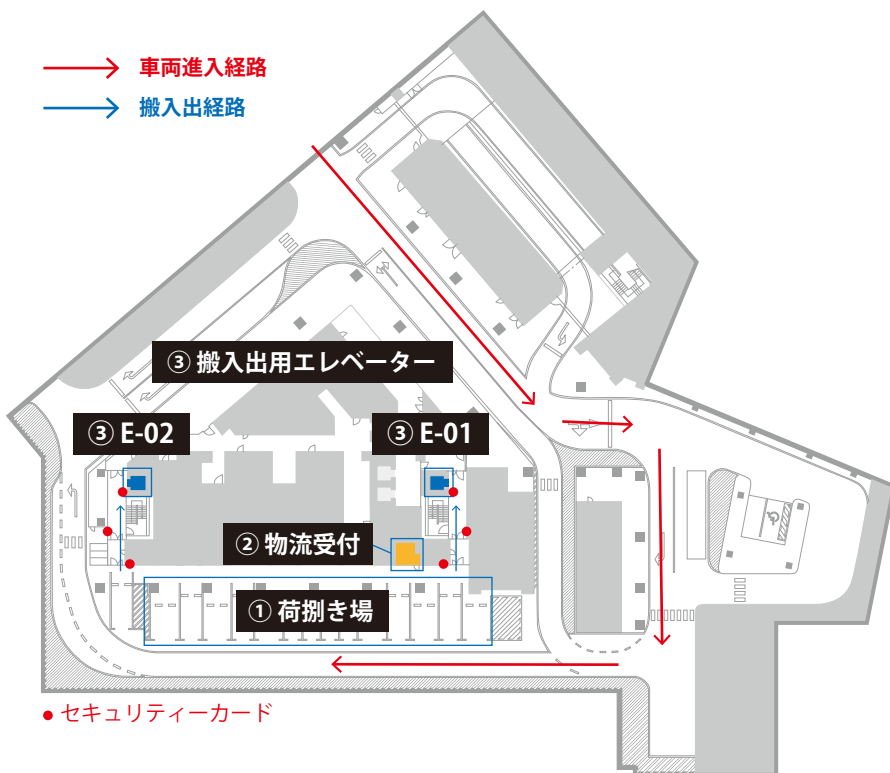 車両進入経路
搬入出経路
③ 搬入出用エレベーター
③ E-02
③ E-01
② 物流受付
① 荷捌き場
● セキュリティーカード